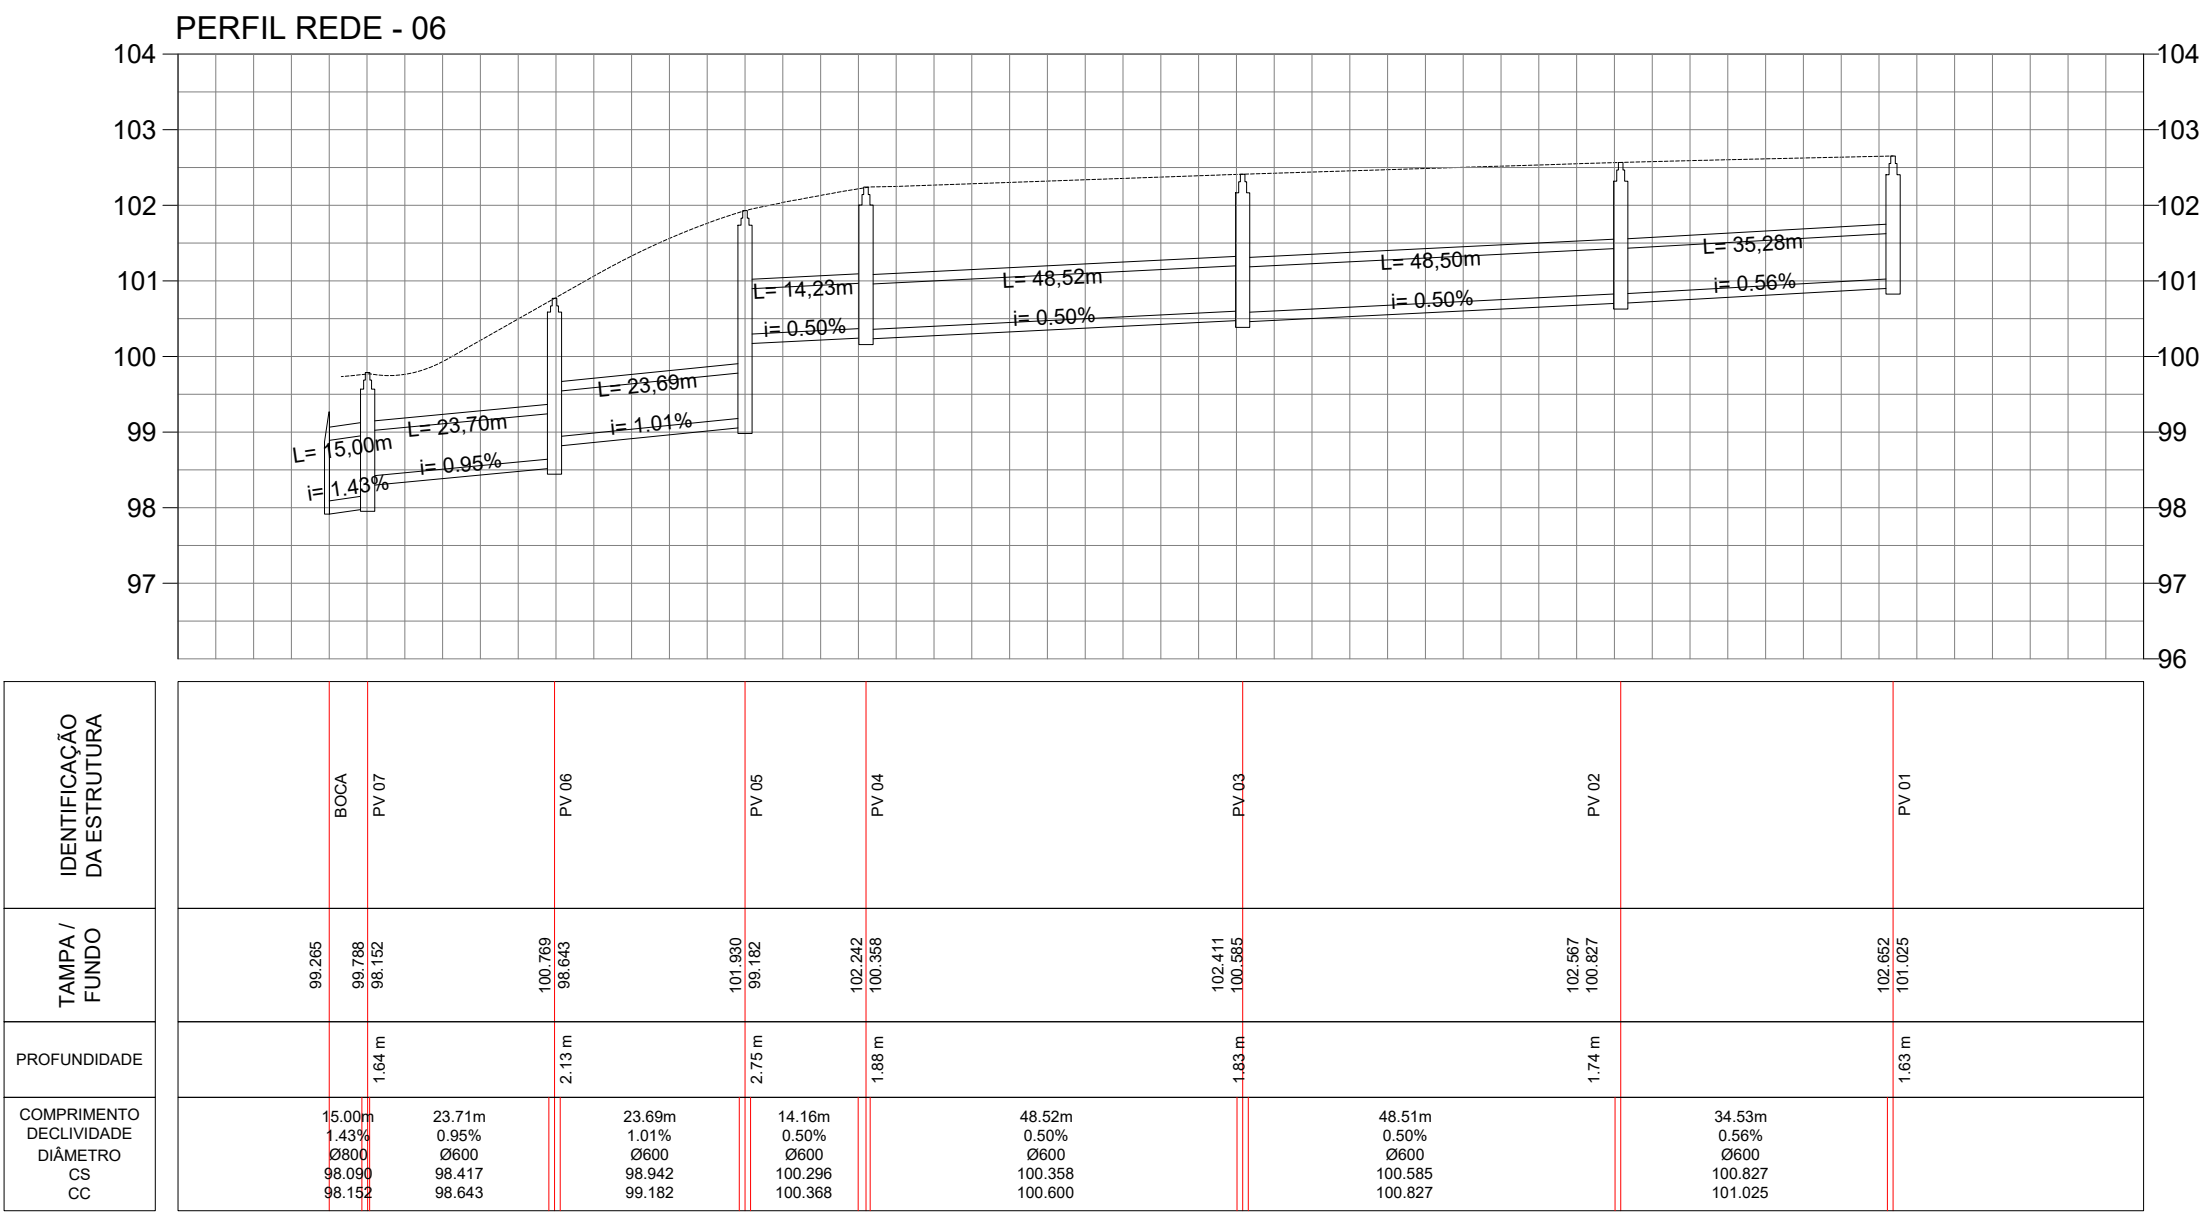 PERFIL REDE - 06
104
103
102
101
100
99
98
97
104
103
102
101
100
99
98
97
96
L= 15,00m
i= 1.43%
L= 23,70m
i= 0.95%
L= 23,69m
i= 1.01%
L= 14,23m
i= 0.50%
L= 48,52m
i= 0.50%
L= 48,50m
i= 0.50%
L= 35,28m
i= 0.56%
IDENTIFICAÇÃO
DA ESTRUTURA
BOCA
PV 07
PV 06
PV 05
PV 04
PV 03
PV 02
PV 01
TAMPA /
FUNDO
99.265
99.788
98.152
100.769
98.643
101.930
99.182
102.242
100.358
102.411
100.585
102.567
100.827
102.652
101.025
PROFUNDIDADE
1.64 m
2.13 m
2.75 m
1.88 m
1.83 m
1.74 m
1.63 m
COMPRIMENTO
DECLIVIDADE
DIÂMETRO
CS
CC
15.00m
1.43%
Ø800
98.090
98.152
23.71m
0.95%
Ø600
98.417
98.643
23.69m
1.01%
Ø600
98.942
99.182
14.16m
0.50%
Ø600
100.296
100.368
48.52m
0.50%
Ø600
100.358
100.600
48.51m
0.50%
Ø600
100.585
100.827
34.53m
0.56%
Ø600
100.827
101.025